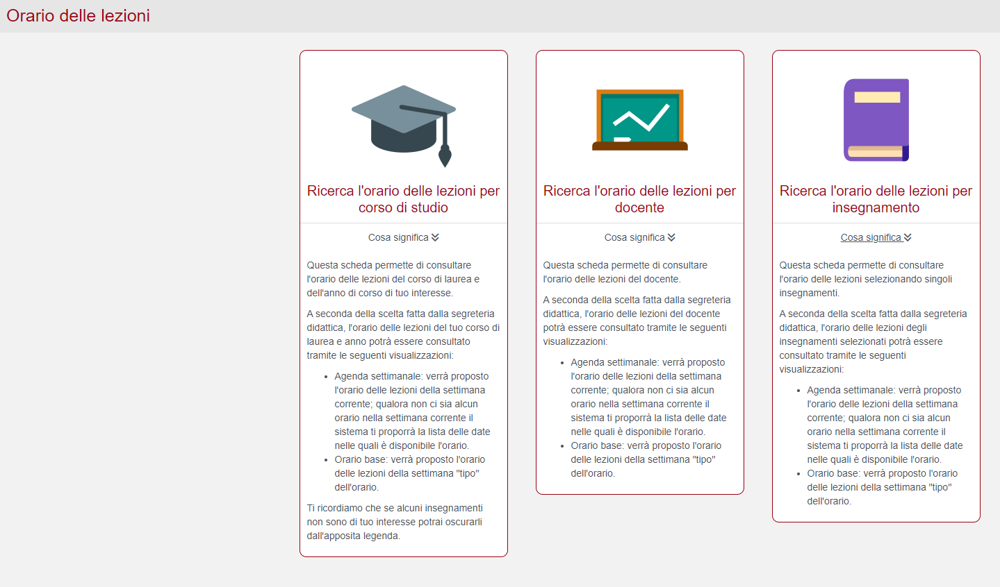 Orario delle lezioni
Ricerca l'orario delle lezioni per
corso di studio
Cosa significa
Questa scheda permette di consultare
l'orario delle lezioni del corso di laurea e
dell'anno di corso di tuo interesse.
A seconda della scelta fatta dalla segreteria
didattica, l'orario delle lezioni del tuo corso di
laurea e anno potrà essere consultato
tramite le seguenti visualizzazioni:
• Agenda settimanale: verrà proposto
l'orario delle lezioni della settimana
corrente; qualora non ci sia alcun
orario nella settimana corrente il
sistema ti proporrà la lista delle date
nelle quali è disponibile l'orario.
• Orario base: verrà proposto l'orario
delle lezioni della settimana "tipo"
dell'orario.
Ti ricordiamo che se alcuni insegnamenti
non sono di tuo interesse potrai oscurarli
dall'apposita legenda.
Ricerca l'orario delle lezioni per
docente
Cosa significa
Questa scheda permette di consultare
l'orario delle lezioni del docente.
A seconda della scelta fatta dalla segreteria
didattica, l'orario delle lezioni del docente
potrà essere consultato tramite le seguenti
visualizzazioni:
• Agenda settimanale: verrà proposto
l'orario delle lezioni della settimana
corrente; qualora non ci sia alcun
orario nella settimana corrente il
sistema ti proporrà la lista delle date
nelle quali è disponibile l'orario.
• Orario base: verrà proposto l'orario
delle lezioni della settimana "tipo"
dell'orario.
Ricerca l'orario delle lezioni per
insegnamento
Cosa significa
Questa scheda permette di consultare
l'orario delle lezioni selezionando singoli
insegnamenti.
A seconda della scelta fatta dalla segreteria
didattica, l'orario delle lezioni degli
insegnamenti selezionati potrà essere
consultato tramite le seguenti
visualizzazioni:
• Agenda settimanale: verrà proposto
l'orario delle lezioni della settimana
corrente; qualora non ci sia alcun
orario nella settimana corrente il
sistema ti proporrà la lista delle date
nelle quali è disponibile l'orario.
• Orario base: verrà proposto l'orario
delle lezioni della settimana "tipo"
dell'orario.